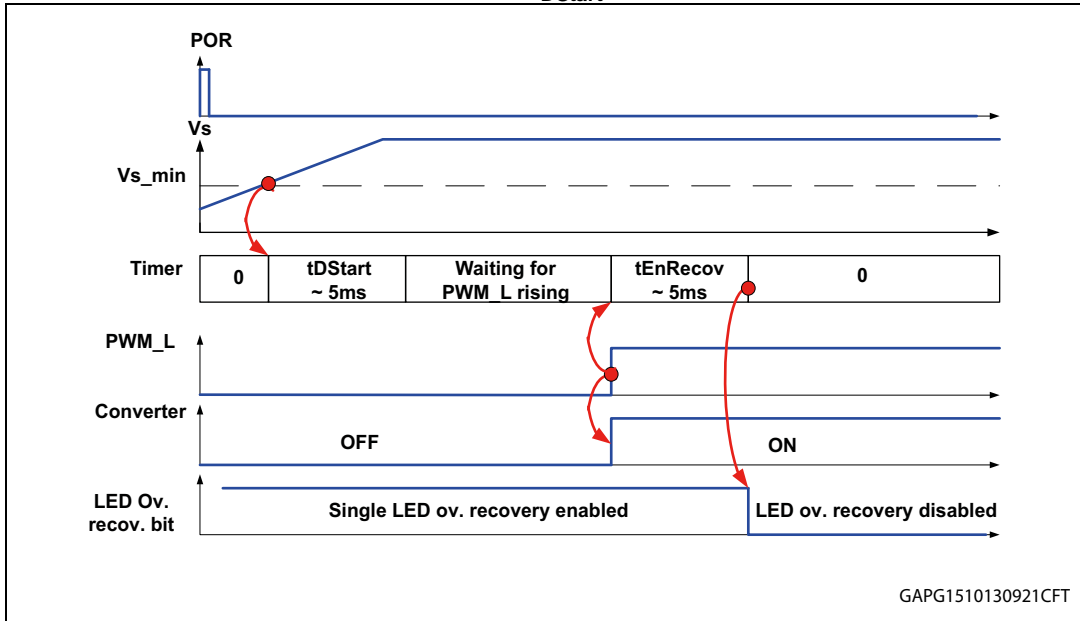 POR
Vs
Vs_min
Timer
0
tDStart
~ 5ms
Waiting for
PWM_L rising
tEnRecov
~ 5ms
0
PWM_L
Converter
OFF
ON
LED Ov.
recov. bit
Single LED ov. recovery enabled
LED ov. recovery disabled
GAPG1510130921CFT